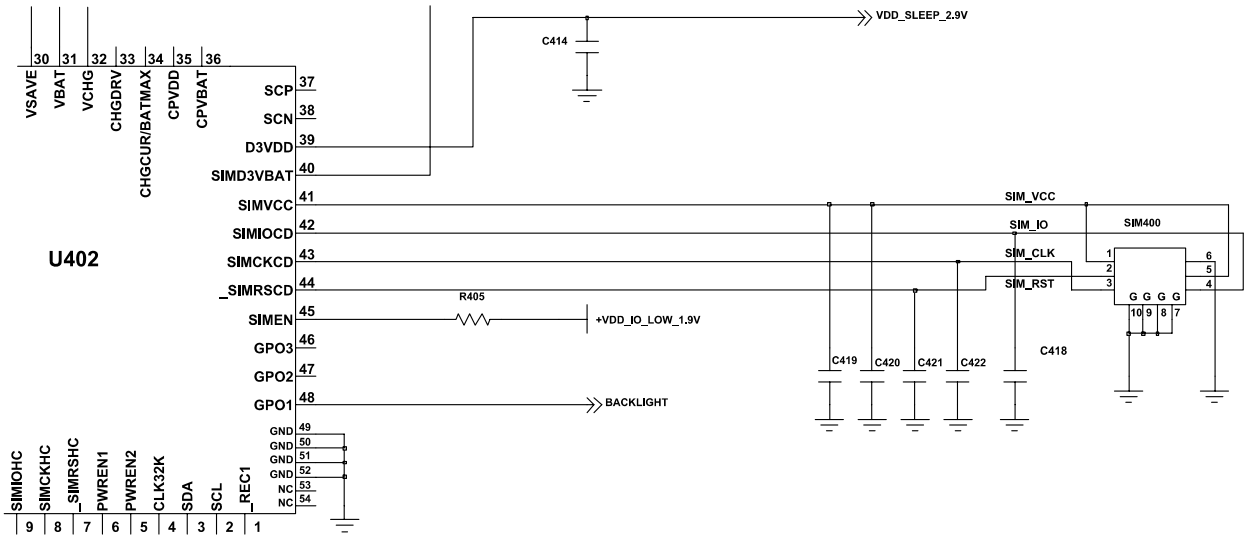 VDD_SLEEP_2.9V
C414
30 31 32 33 34 35 36
VSAVE
VBAT
VCHG
CHGDRV
CHGCUR/BATMAX
CPVDD
CPVBAT
SCP 37
SCN 38
D3VDD 39
SIMD3VBAT 40
SIMVCC 41
SIM_VCC
SIMIOCD 42
SIM_IO
SIM400
U402
SIMCKCD 43
SIM_CLK
1 6
2 5
3 4
_SIMRSCD 44
SIM_RST
G G G G
10 9 8 7
R405
SIMEN 45
+VDD_IO_LOW_1.9V
GPO3 46
C418
C419
C420
C421
C422
GPO2 47
GPO1 48
BACKLIGHT
GND 49
GND 50
GND 51
GND 52
NC 53
NC 54
SIMIOHC
SIMCKHC
_SIMRSHC
PWREN1
PWREN2
CLK32K
SDA
SCL
_REC1
9 8 7 6 5 4 3 2 1